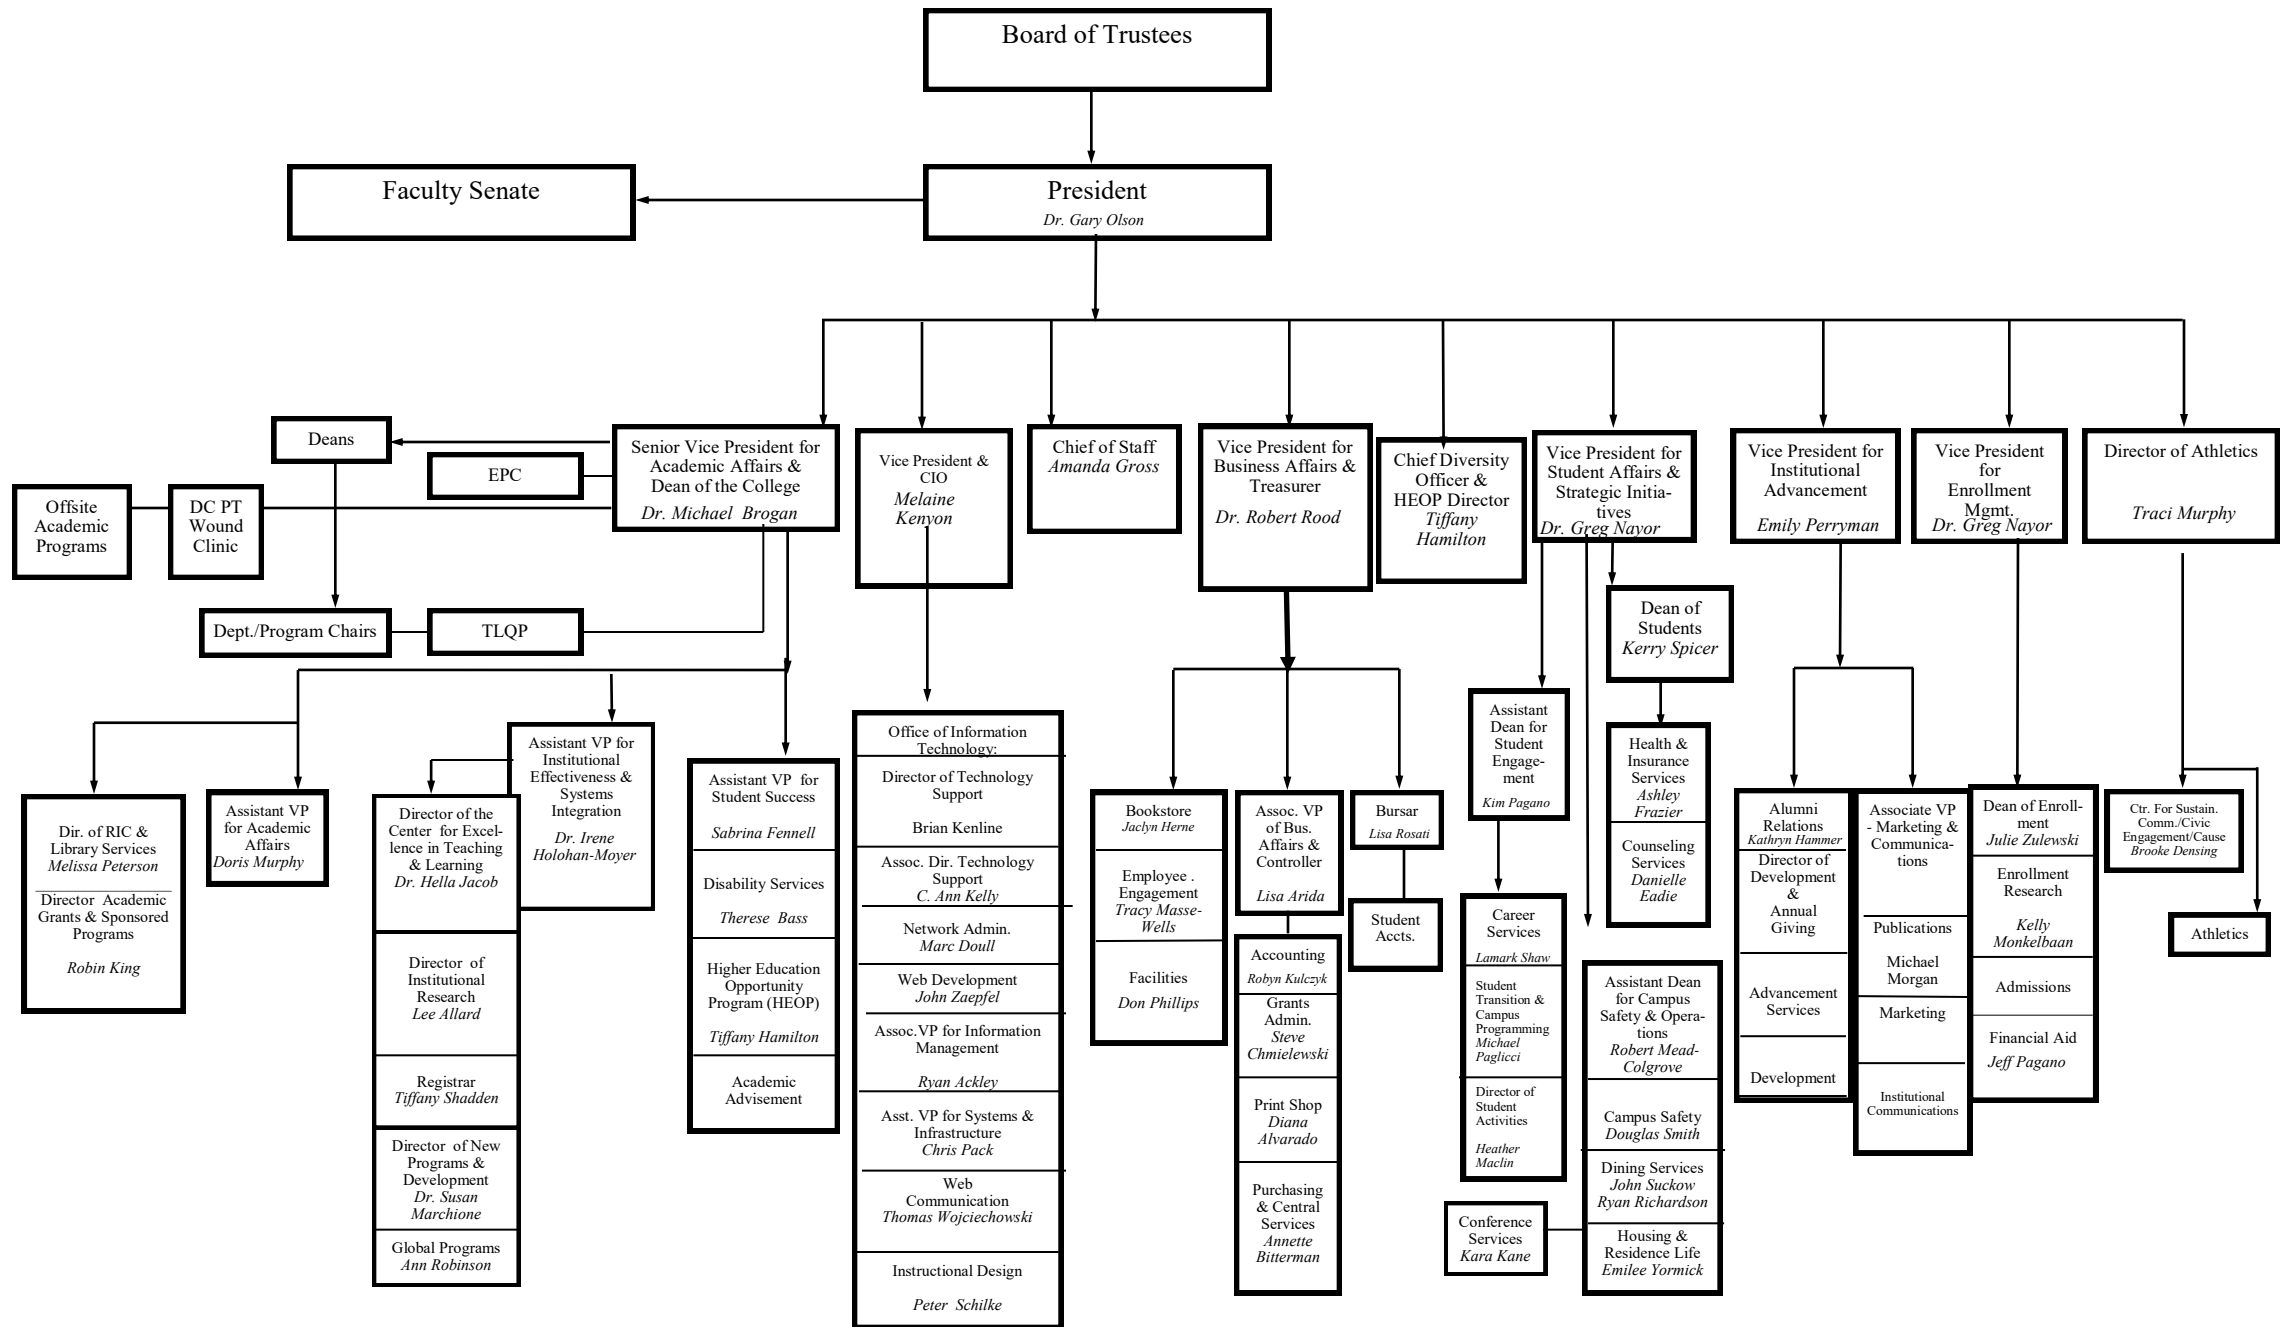 Board of Trustees
Faculty Senate
President
Dr. Gary Olson
Deans
EPC
Offsite
Academic
Programs
DC PT
Wound
Clinic
Senior Vice President for
Academic Affairs &
Dean of the College
Dr. Michael Brogan
Vice President &
CIO
Melaine
Kenyon
Chief of Staff
Amanda Gross
Vice President for
Business Affairs &
Treasurer
Dr. Robert Rood
Chief Diversity
Officer &
HEOP Director
Tiffany
Hamilton
Vice President for
Student Affairs &
Strategic Initia-
tives
Dr. Greg Nayor
Vice President for
Institutional
Advancement
Emily Perryman
Vice President
for
Enrollment
Mgmt.
Dr. Greg Nayor
Director of Athletics
Traci Murphy
Dept./Program Chairs
TLQP
Dean of
Students
Kerry Spicer
Dir. of RIC &
Library Services
Melissa Peterson
Director Academic
Grants & Sponsored
Programs
Robin King
Assistant VP
for Academic
Affairs
Doris Murphy
Director of the
Center for Excel-
lence in Teaching
& Learning
Dr. Hella Jacob
Director of
Institutional
Research
Lee Allard
Registrar
Tiffany Shadden
Director of New
Programs &
Development
Dr. Susan
Marchione
Global Programs
Ann Robinson
Assistant VP for
Institutional
Effectiveness &
Systems
Integration
Dr. Irene
Holohan-Moyer
Assistant VP for
Student Success
Sabrina Fennell
Disability Services
Therese Bass
Higher Education
Opportunity
Program (HEOP)
Tiffany Hamilton
Academic
Advisement
Office of Information
Technology:
Director of Technology
Support
Brian Kenline
Assoc. Dir. Technology
Support
C. Ann Kelly
Network Admin.
Marc Doull
Web Development
John Zaepfel
Assoc.VP for Information
Management
Ryan Ackley
Asst. VP for Systems &
Infrastructure
Chris Pack
Web
Communication
Thomas Wojciechowski
Instructional Design
Peter Schilke
Bookstore
Jaclyn Herne
Employee .
Engagement
Tracy Masse-
Wells
Facilities
Don Phillips
Assoc. VP
of Bus.
Affairs &
Controller
Lisa Arida
Accounting
Robyn Kulczyk
Grants
Admin.
Steve
Chmielewski
Print Shop
Diana
Alvarado
Purchasing
& Central
Services
Annette
Bitterman
Bursar
Lisa Rosati
Student
Accts.
Assistant
Dean for
Student
Engage-
ment
Kim Pagano
Career
Services
Lamark Shaw
Student
Transition &
Campus
Programming
Michael
Paglicci
Director of
Student
Activities
Heather
Maclin
Conference
Services
Kara Kane
Health &
Insurance
Services
Ashley
Frazier
Counseling
Services
Danielle
Eadie
Assistant Dean
for Campus
Safety & Opera-
tions
Robert Mead-
Colgrove
Campus Safety
Douglas Smith
Dining Services
John Suckow
Ryan Richardson
Housing &
Residence Life
Emilee Yormick
Alumni
Relations
Kathryn Hammer
Director of
Development
&
Annual
Giving
Advancement
Services
Development
Associate VP
- Marketing &
Communica-
tions
Publications
Michael
Morgan
Marketing
Institutional
Communications
Dean of Enroll-
ment
Julie Zulewski
Enrollment
Research
Kelly
Monkelbaan
Admissions
Financial Aid
Jeff Pagano
Ctr. For Sustain.
Comm./Civic
Engagement/Cause
Brooke Densing
Athletics